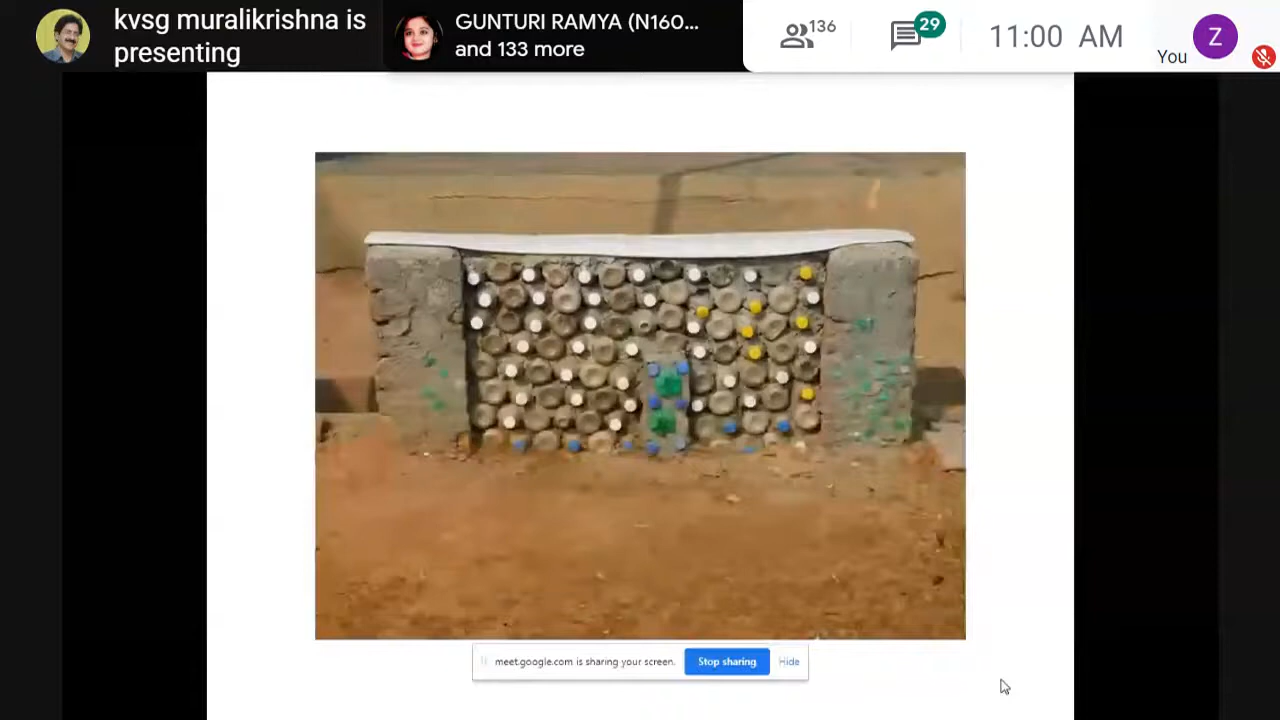 kvsg muralikrishna is
presenting
GUNTURI RAMYA (N160...
and 133 more
136
29
11:00 AM
You
Z
meet.google.com is sharing your screen.
Stop sharing
Hide